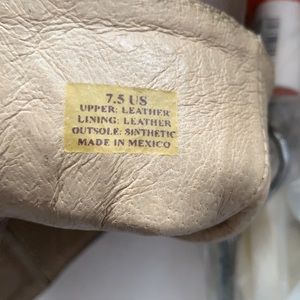 7.5 US
UPPER: LEATHER
LINING: LEATHER
OUTSOLE: SINTHETIC
MADE IN MEXICO